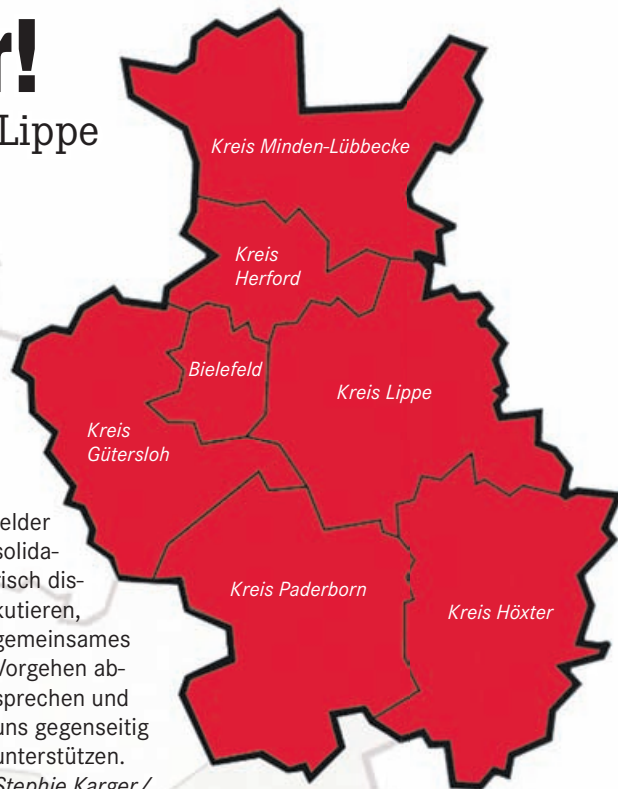 r!
Lippe
Kreis Minden-Lübbecke
Kreis
Herford
Bielefeld
Kreis Lippe
Kreis
Gütersloh
Kreis Paderborn
Kreis Höxter
elder
solida-
risch dis-
kutieren,
gemeinsames
Vorgehen ab-
sprechen und
uns gegenseitig
unterstützen.
Stephie Karger/